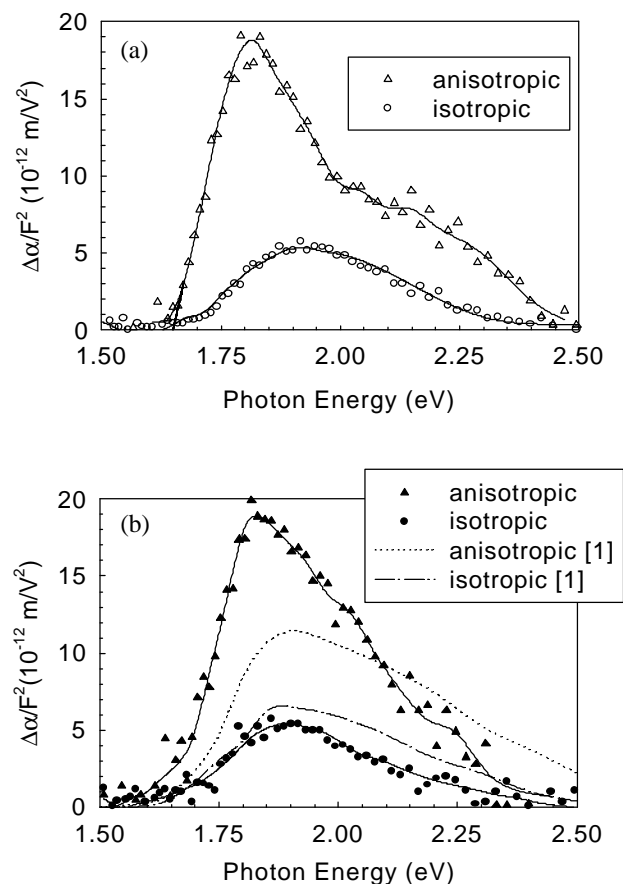 20
(a)
anisotropic
isotropic
15
10
5
0
Δα/F² (10⁻¹² m/V²)
1.50 1.75 2.00 2.25 2.50
Photon Energy (eV)
anisotropic
isotropic
anisotropic [1]
isotropic [1]
20
(b)
15
10
5
0
Δα/F²(10⁻¹² m/V²)
1.50 1.75 2.00 2.25 2.50
Photon Energy (eV)